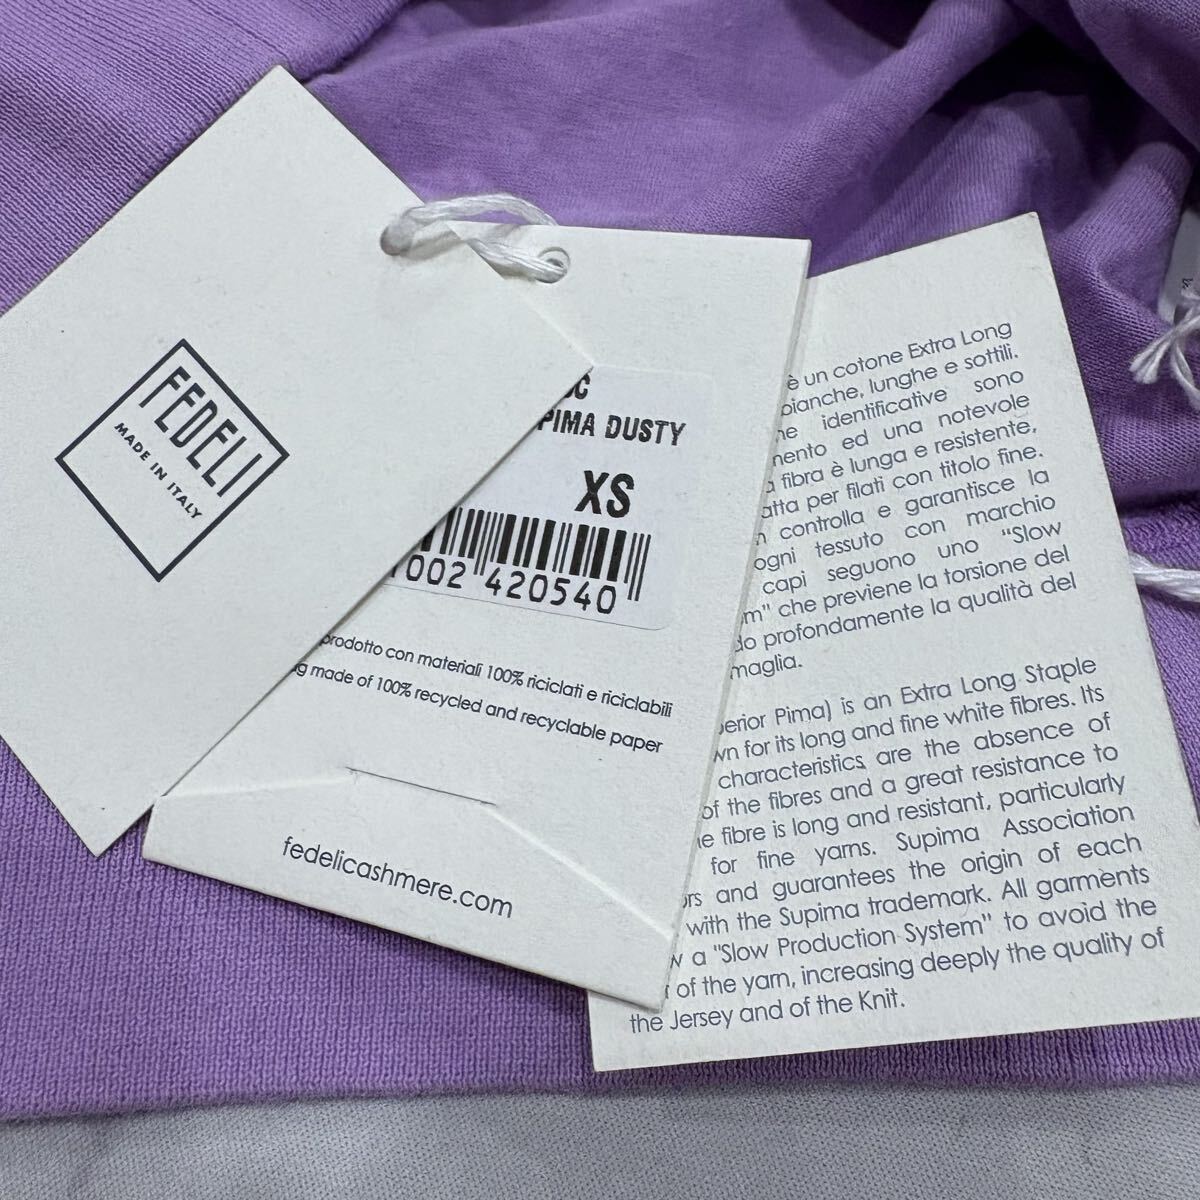 FEDELI
MADE IN ITALY
PIMA DUSTY
XS
002 420540
prodotto con materiali 100% riciclati e riciclabili
made of 100% recycled and recyclable paper
fedelicashmere.com
è un cotone Extra Long
bianche, lunghe e sottili.
identificative sono
ed una notevole
fibra è lunga e resistente,
per filati con titolo fine.
controlla e garantisce la
ogni tessuto con marchio
capi seguono uno "Slow
che previene la torsione del
profondamente la qualità del
maglia.
Pima) is an Extra Long Staple
for its long and fine white fibres. Its
characteristics are the absence of
of the fibres and a great resistance to
fibre is long and resistant, particularly
for fine yarns. Supima Association
and guarantees the origin of each
with the Supima trademark. All garments
a "Slow Production System" to avoid the
of the yarn, increasing deeply the quality of
the Jersey and of the Knit.